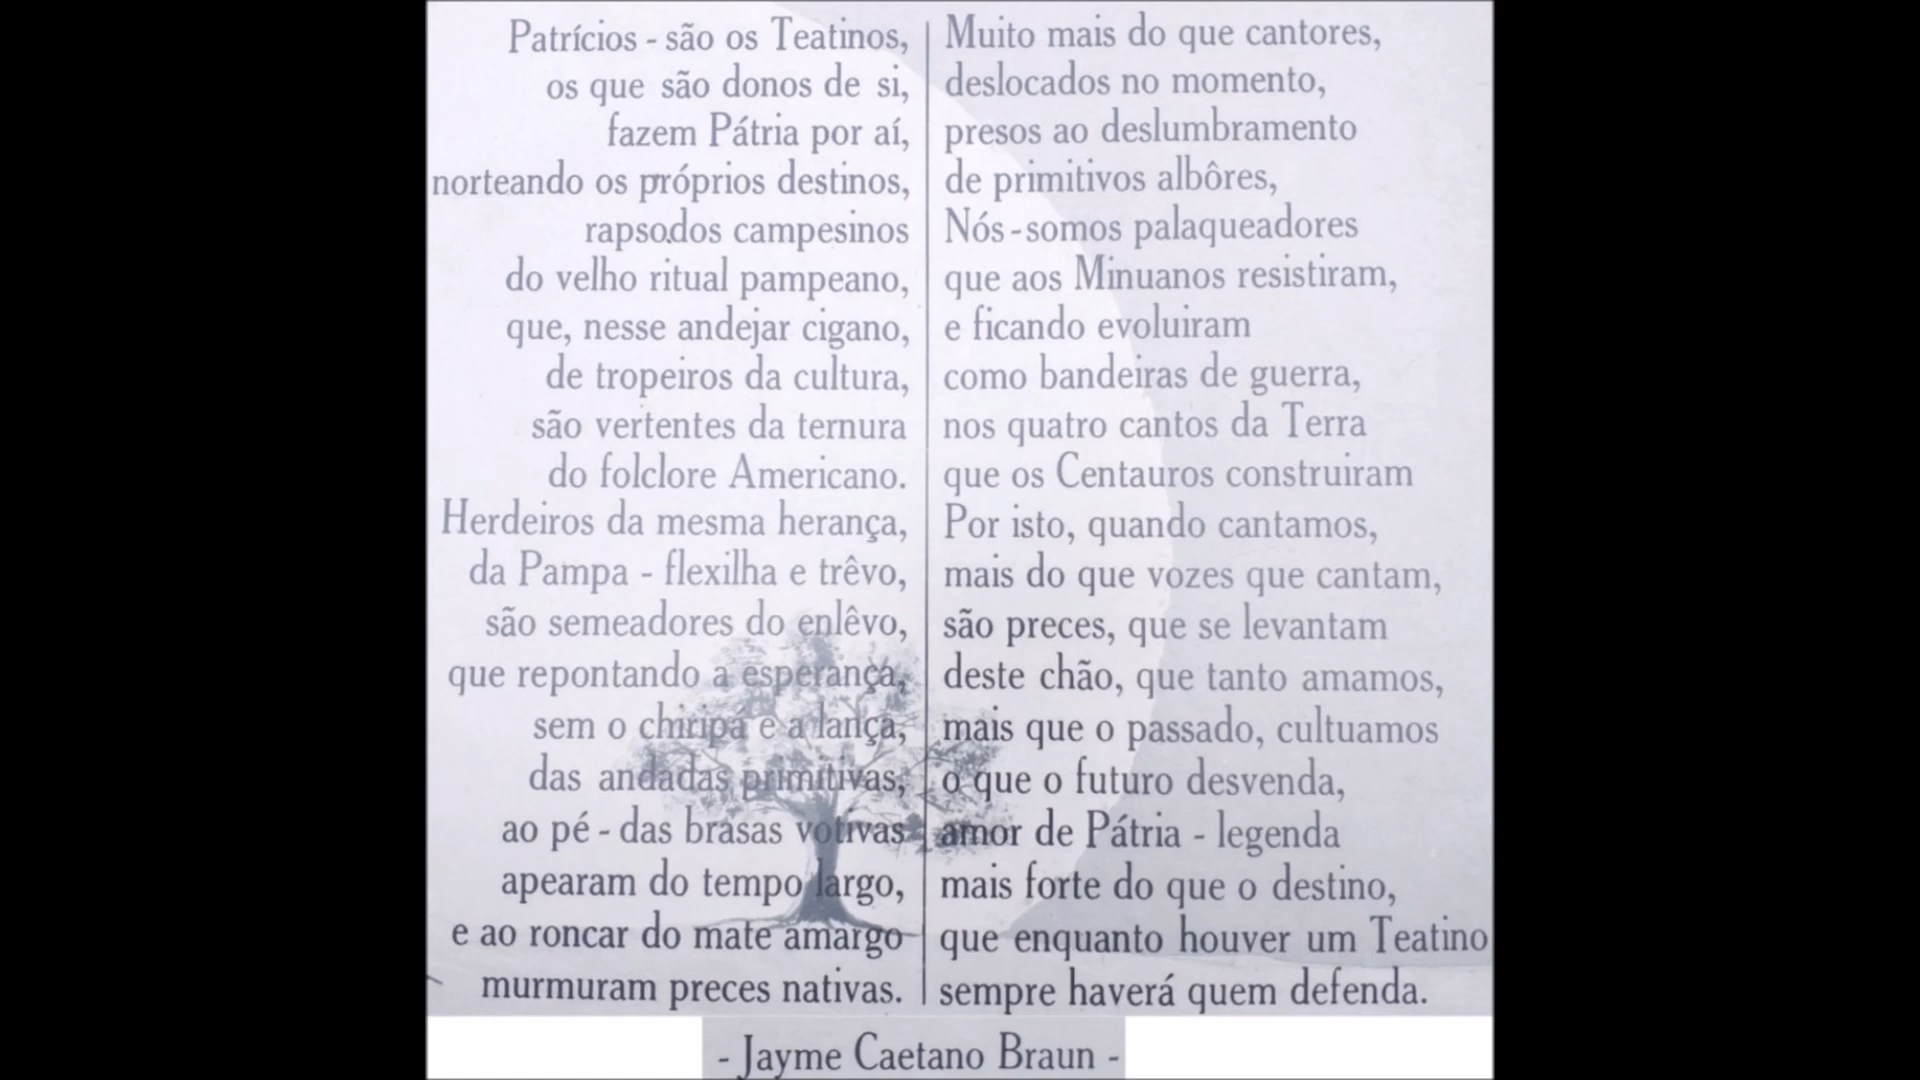 Patrícios - são os Teatinos,
os que são donos de si,
fazem Pátria por aí,
norteando os próprios destinos,
rapsodos campesinos
do velho ritual pampeano,
que, nesse andejar cigano,
de tropeiros da cultura,
são vertentes da ternura
do folclore Americano.
Herdeiros da mesma herança,
da Pampa - flexilha e trêvo,
são semeadores do enlêvo,
que repontando a esperança,
sem o chiripá e a lança,
das andadas primitivas,
ao pé - das brasas votivas
apearam do tempo largo,
e ao roncar do mate amargo
murmuram preces nativas.
Muito mais do que cantores,
deslocados no momento,
presos ao deslumbramento
de primitivos albôres,
Nós - somos palaqueadores
que aos Minuanos resistiram,
e ficando evoluiram
como bandeiras de guerra,
nos quatro cantos da Terra
que os Centauros construiram
Por isto, quando cantamos,
mais do que vozes que cantam,
são preces, que se levantam
deste chão, que tanto amamos,
mais que o passado, cultuamos
o que o futuro desvenda,
amor de Pátria - legenda
mais forte do que o destino,
que enquanto houver um Teatino
sempre haverá quem defenda.
- Jayme Caetano Braun -